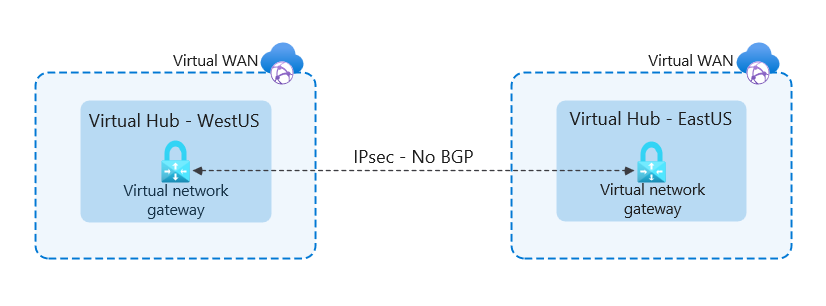 Virtual WAN
Virtual Hub - WestUS
Virtual network
gateway
IPsec - No BGP
Virtual WAN
Virtual Hub - EastUS
Virtual network
gateway